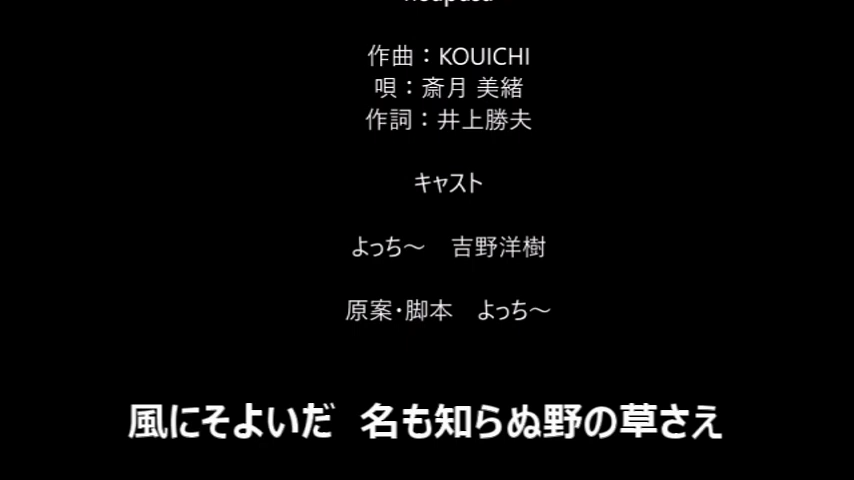 作曲：KOUICHI
唄：斎月 美緒
作詞：井上勝夫
キャスト
よっち～　吉野洋樹
原案・脚本　よっち～
風にそよいだ　名も知らぬ野の草さえ